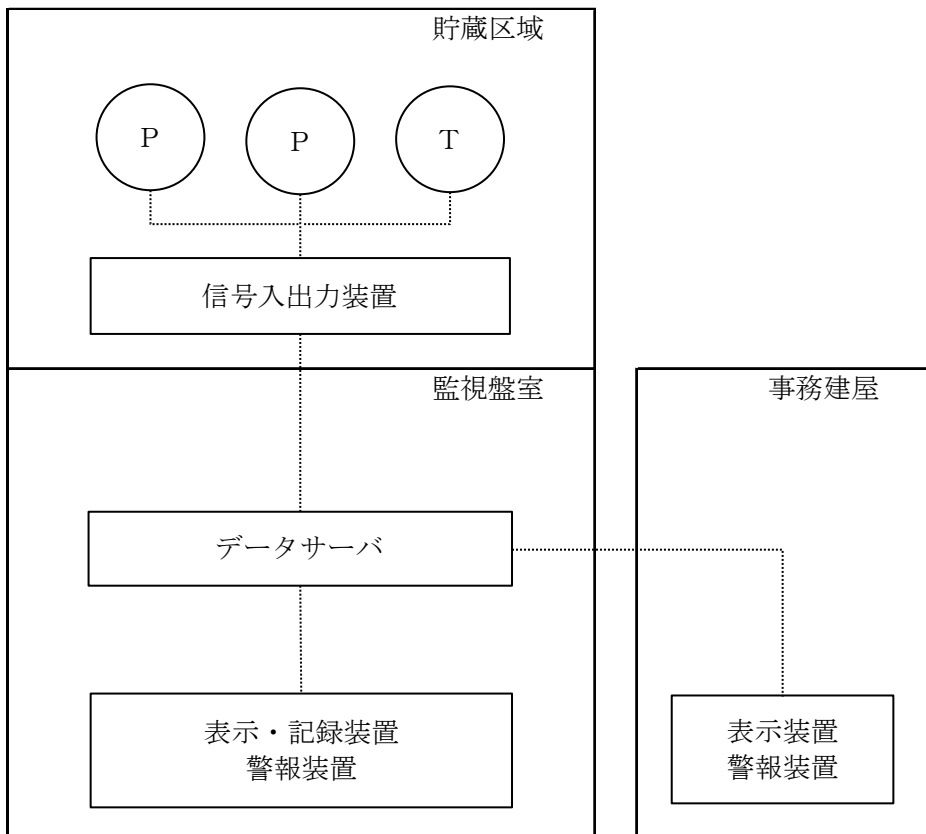 貯蔵区域
P
P
T
信号入出力装置
監視盤室
事務建屋
データサーバ
表示・記録装置
警報装置
表示装置
警報装置